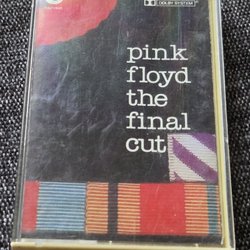 DOLBY SYSTEM
pink
floyd the
final
cut